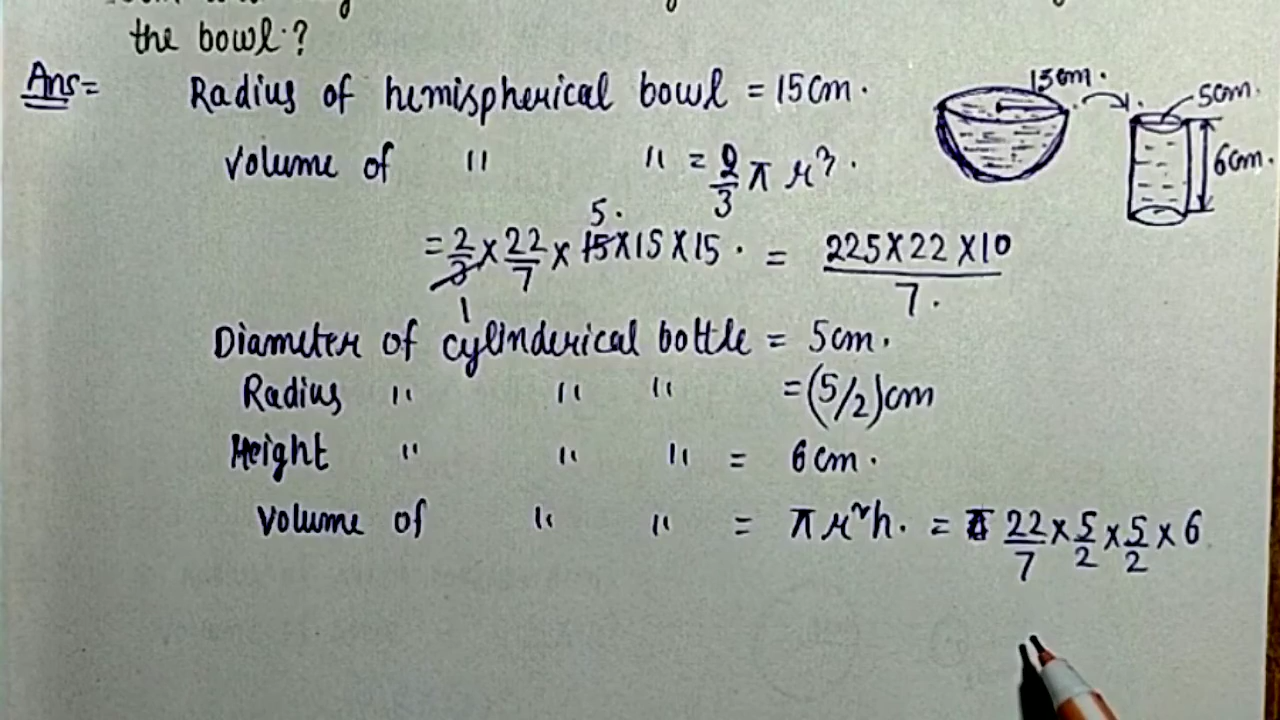 the bowl.?
Ans= Radius of hemispherical bowl = 15cm.
Volume of " " = 2/3 π r³.
= 2/3 × 22/7 × 15×15×15. = 225×22×10/7.
5.
1
Diameter of cylinderical bottle = 5cm.
Radius " " " =(5/2)cm
Height " " " = 6cm.
Volume of " " = πr²h. = 22/7 × 5/2 × 5/2 × 6
15cm.
5cm.
6cm.